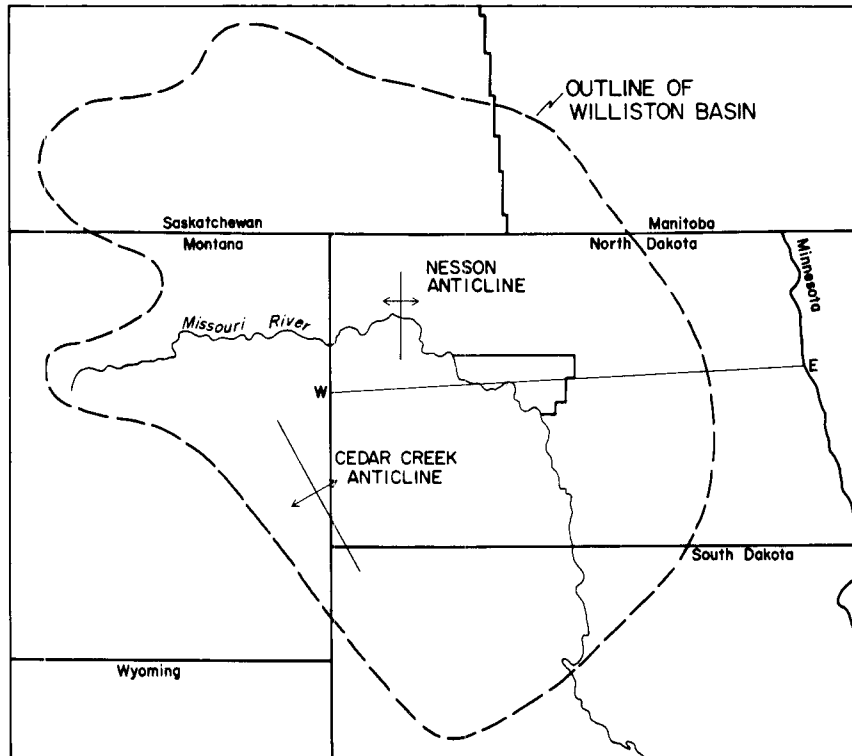 OUTLINE OF
WILLISTON BASIN
Saskatchewan
Manitoba
Montana
North Dakota
Minnesota
NESSON
ANTICLINE
Missouri River
W
E
CEDAR CREEK
ANTICLINE
South Dakota
Wyoming